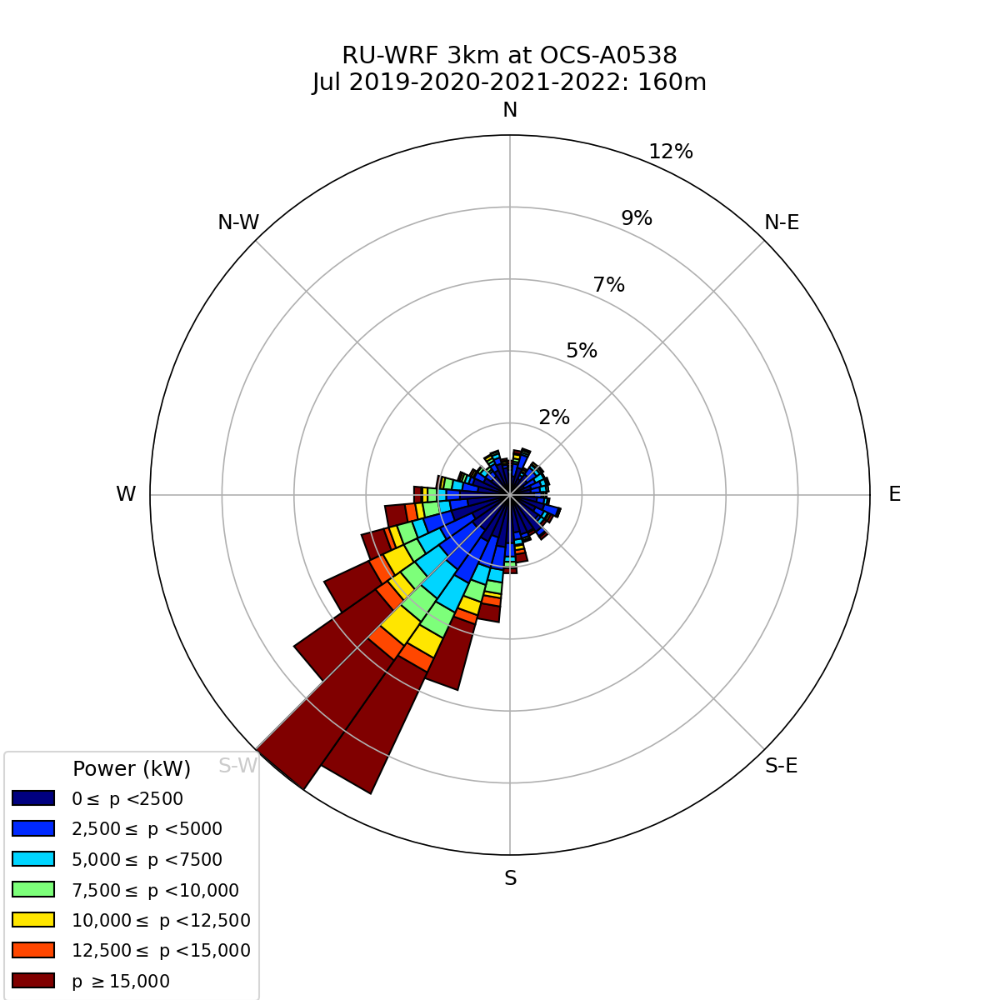 RU-WRF 3km at OCS-A0538
Jul 2019-2020-2021-2022: 160m
N
12%
N-W
9%
N-E
7%
5%
2%
W
E
S-W
S-E
S
Power (kW)
0≤ p <2500
2,500≤ p <5000
5,000≤ p <7500
7,500≤ p <10,000
10,000≤ p <12,500
12,500≤ p <15,000
p ≥15,000